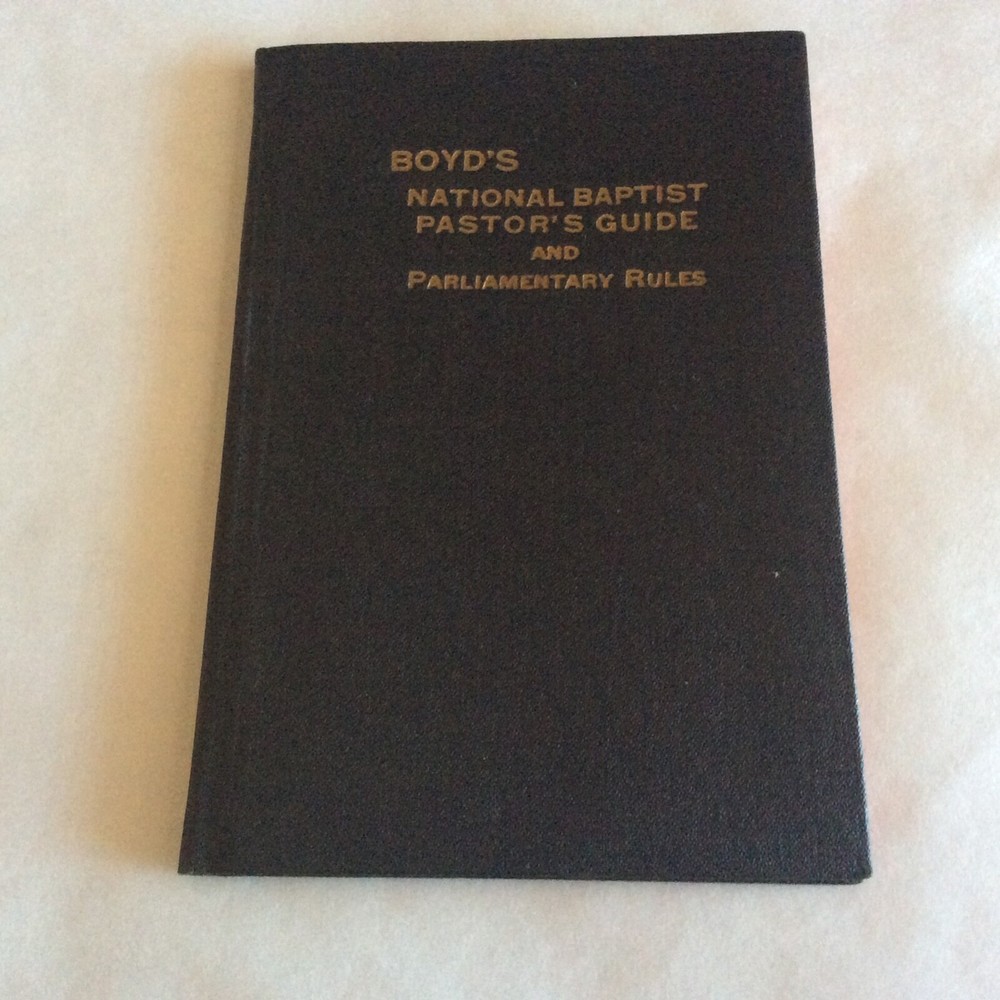 BOYD'S
NATIONAL BAPTIST
PASTOR'S GUIDE
AND
PARLIAMENTARY RULES